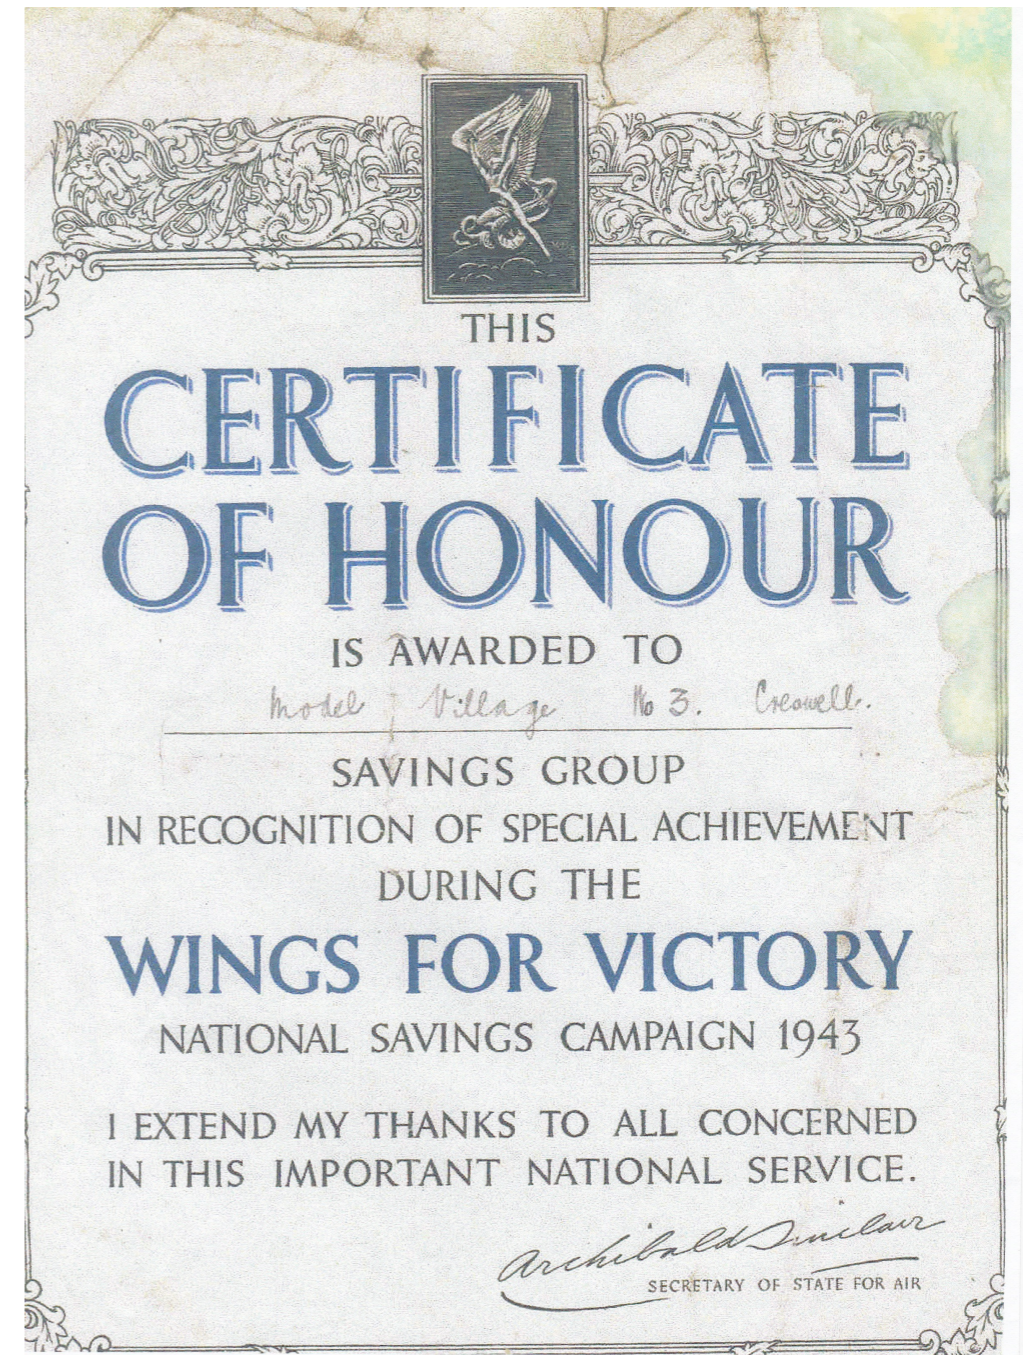 THIS
CERTIFICATE
OF HONOUR
IS AWARDED TO
Model Village No 3. Creswell.
SAVINGS GROUP
IN RECOGNITION OF SPECIAL ACHIEVEMENT
DURING THE
WINGS FOR VICTORY
NATIONAL SAVINGS CAMPAIGN 1943
I EXTEND MY THANKS TO ALL CONCERNED
IN THIS IMPORTANT NATIONAL SERVICE.
Archibald Sinclair
SECRETARY OF STATE FOR AIR